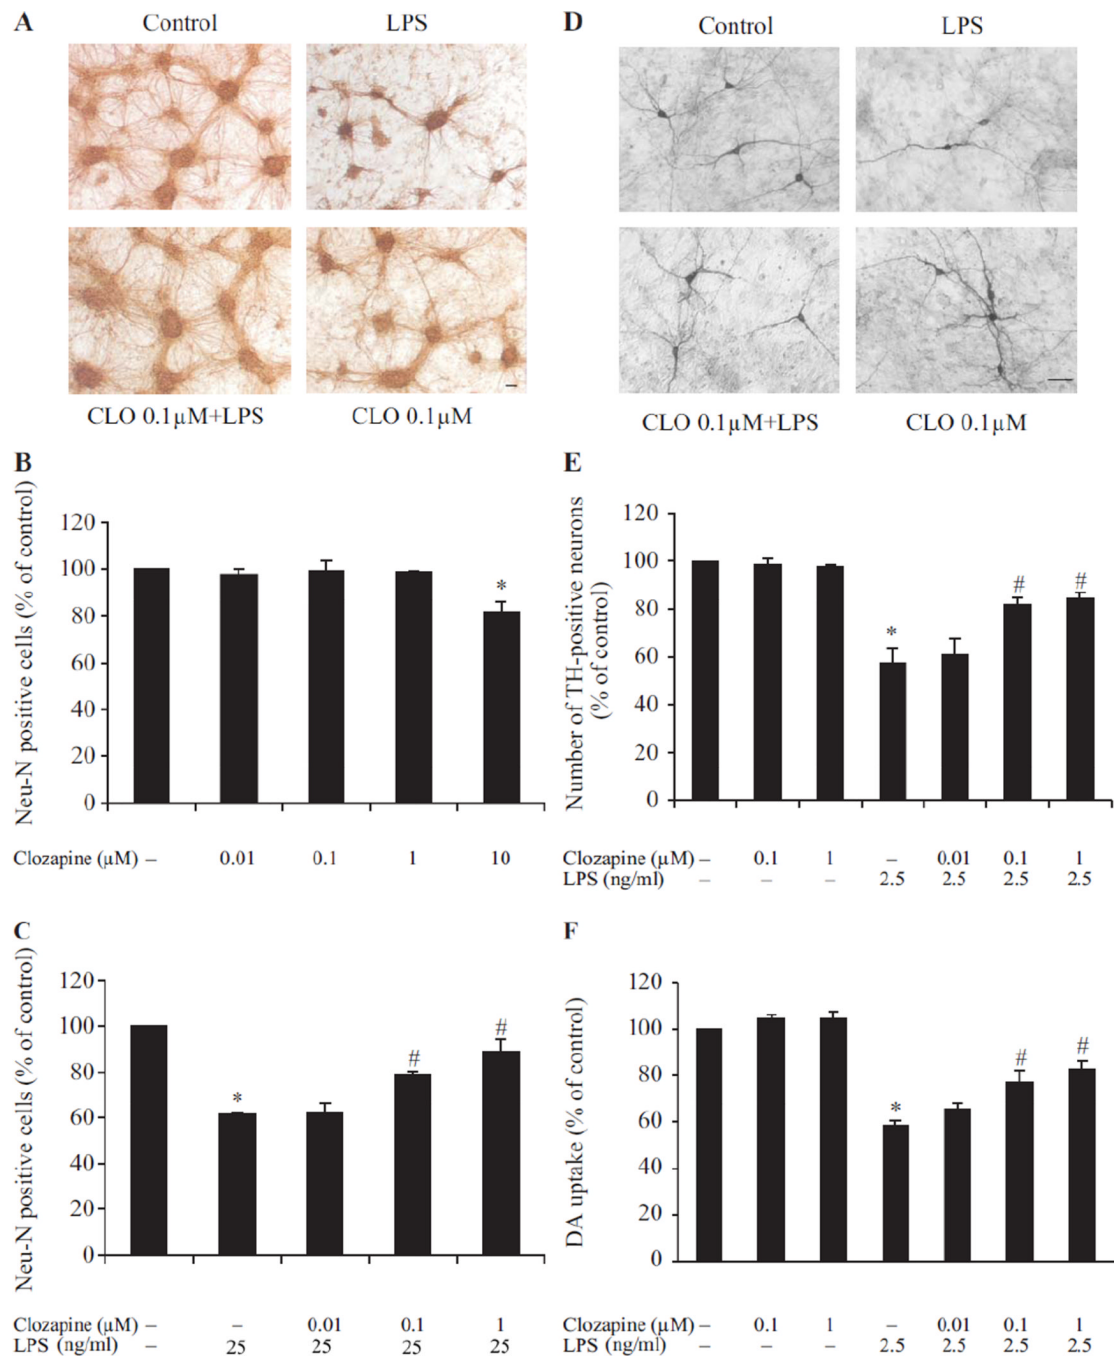 A
Control
LPS
CLO 0.1µM+LPS
CLO 0.1µM
B
Neu-N positive cells (% of control)
120
100
80
60
40
20
0
*
Clozapine (µM) – 0.01 0.1 1 10
C
Neu-N positive cells (% of control)
120
100
80
60
40
20
0
*
#
#
Clozapine (µM) – – 0.01 0.1 1
LPS (ng/ml) – 25 25 25 25
D
Control
LPS
CLO 0.1µM+LPS
CLO 0.1µM
E
Number of TH-positive neurons
(% of control)
120
100
80
60
40
20
0
*
#
#
Clozapine (µM) – 0.1 1 – 0.01 0.1 1
LPS (ng/ml) – – – 2.5 2.5 2.5 2.5
F
DA uptake (% of control)
120
100
80
60
40
20
0
*
#
#
Clozapine (µM) – 0.1 1 – 0.01 0.1 1
LPS (ng/ml) – – – 2.5 2.5 2.5 2.5